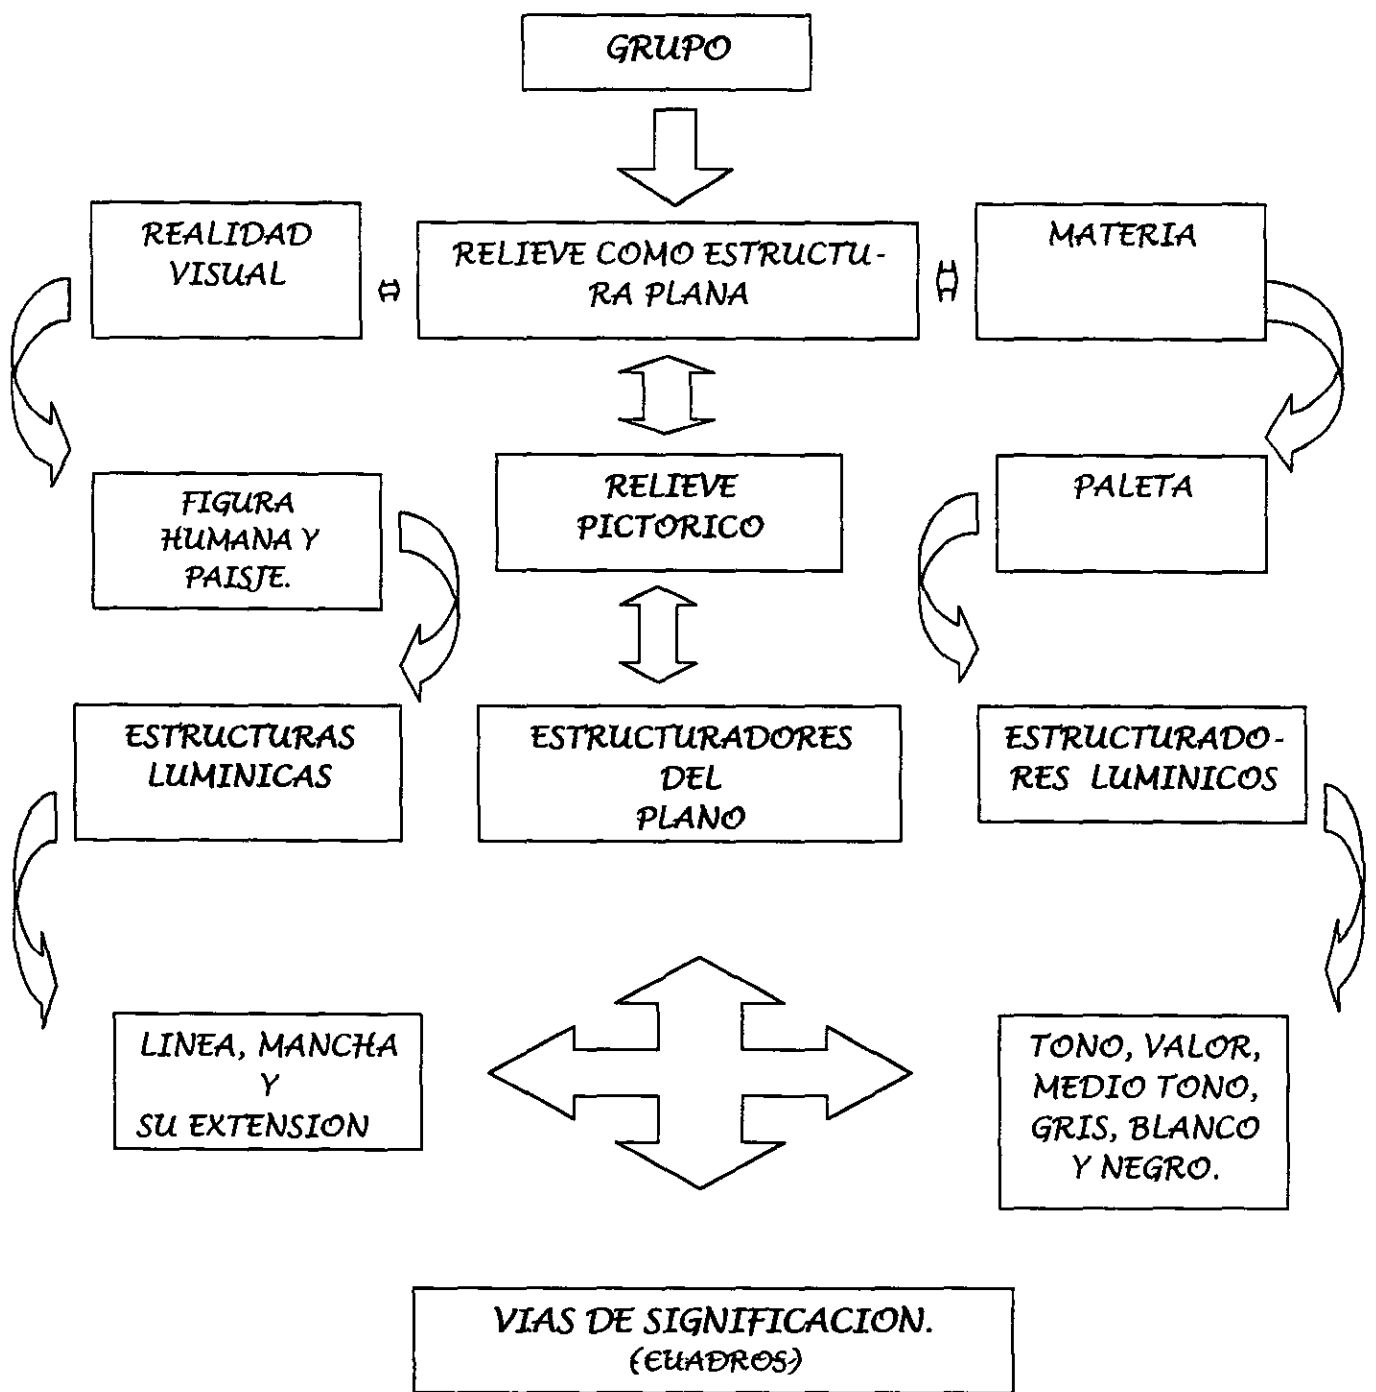 GRUPO
REALIDAD
VISUAL
RELIEVE COMO ESTRUCTU-
RA PLANA
MATERIA
FIGURA
HUMANA Y
PAISJE.
RELIEVE
PICTORICO
PALETA
ESTRUCTURAS
LUMINICAS
ESTRUCTURADORES
DEL
PLANO
ESTRUCTURADO-
RES LUMINICOS
LINEA, MANCHA
Y
SU EXTENSION
TONO, VALOR,
MEDIO TONO,
GRIS, BLANCO
Y NEGRO.
VIAS DE SIGNIFICACION.
(CUADROS)